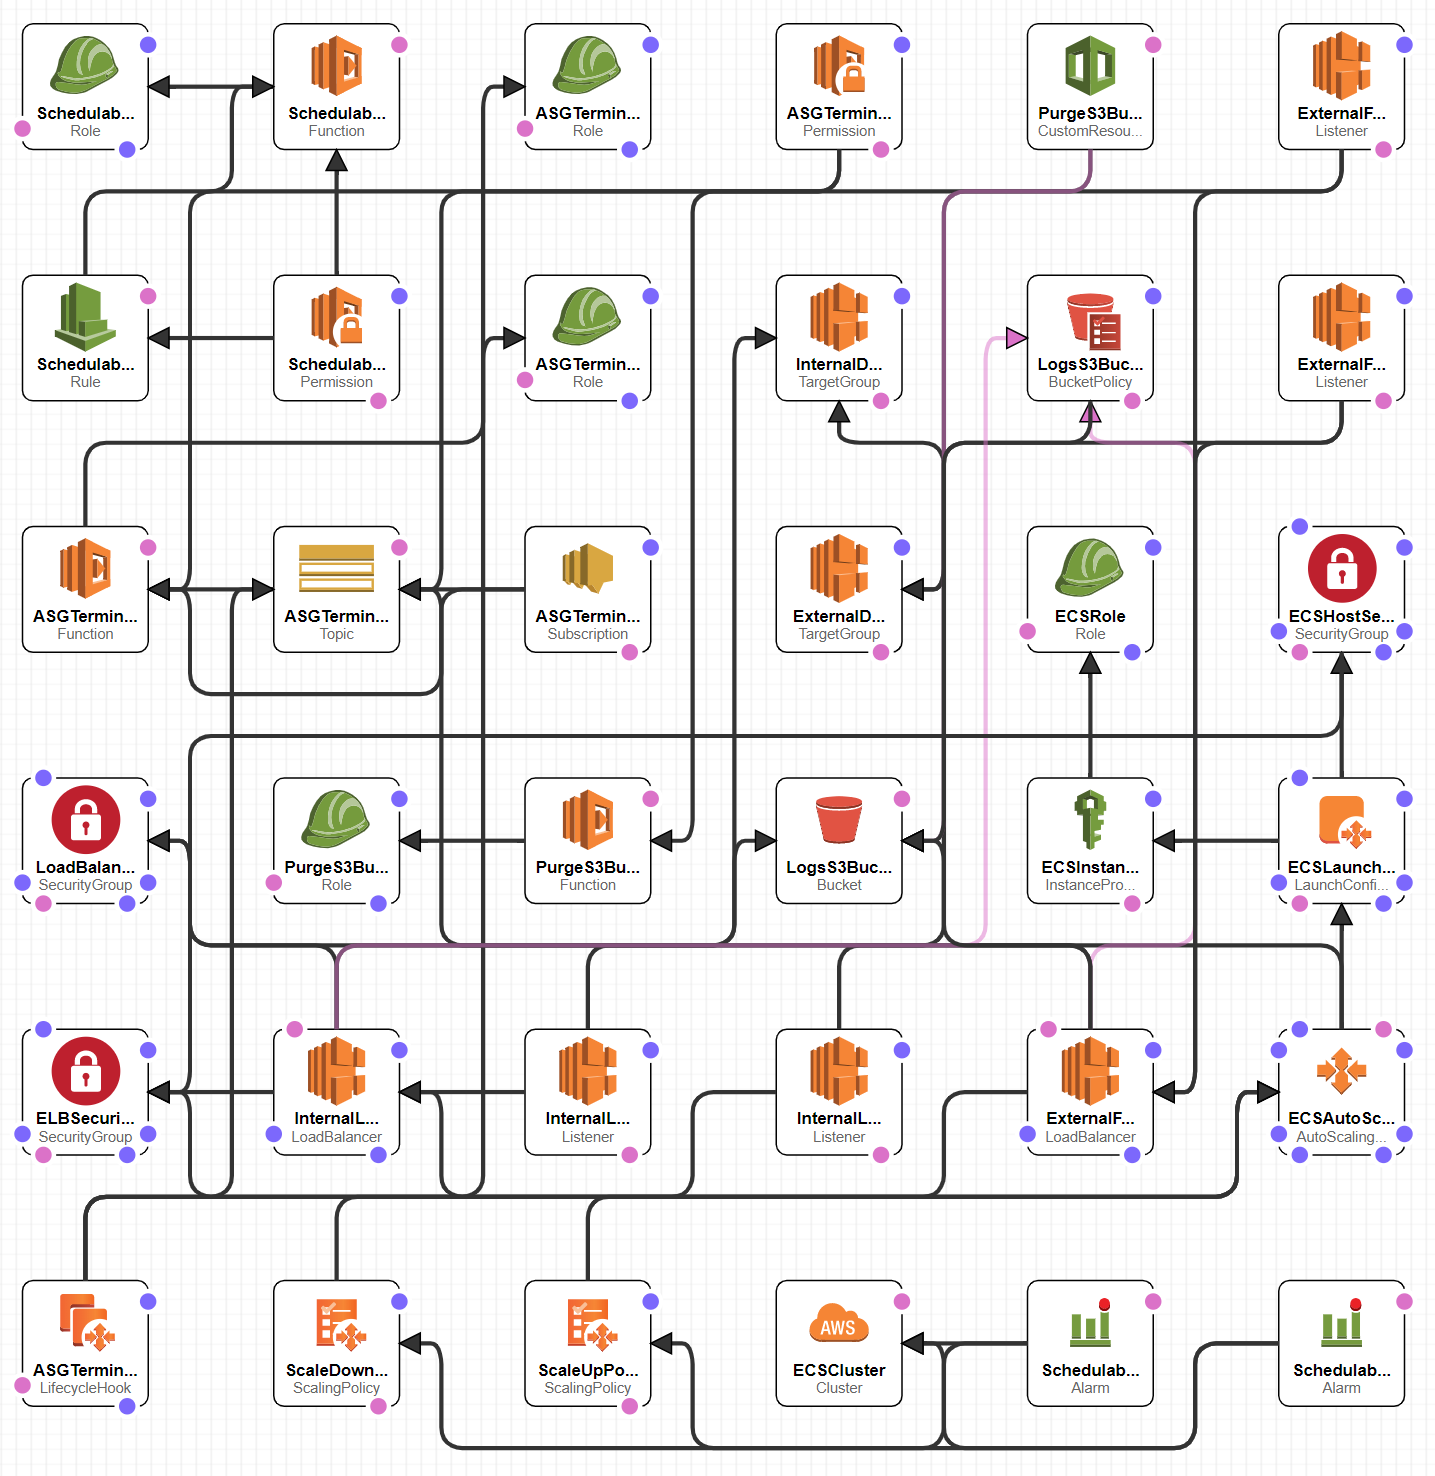 Schedulab...
Role
Schedulab...
Function
ASGTermin...
Role
ASGTermin...
Permission
PurgeS3Bu...
CustomResou...
ExternalF...
Listener
Schedulab...
Rule
Schedulab...
Permission
ASGTermin...
Role
InternalD...
TargetGroup
LogsS3Buc...
BucketPolicy
ExternalF...
Listener
ASGTermin...
Function
ASGTermin...
Topic
ASGTermin...
Subscription
ExternalD...
TargetGroup
ECSRole
Role
ECSHostSe...
SecurityGroup
LoadBalan...
SecurityGroup
PurgeS3Bu...
Role
PurgeS3Bu...
Function
LogsS3Buc...
Bucket
ECSInstan...
InstancePro...
ECSLaunch...
LaunchConfi...
ELBSecuri...
SecurityGroup
InternalL...
LoadBalancer
InternalL...
Listener
InternalL...
Listener
ExternalF...
LoadBalancer
ECSAutoSc...
AutoScaling...
ASGTermin...
LifecycleHook
ScaleDown...
ScalingPolicy
ScaleUpPo...
ScalingPolicy
AWS
ECSCluster
Cluster
Schedulab...
Alarm
Schedulab...
Alarm